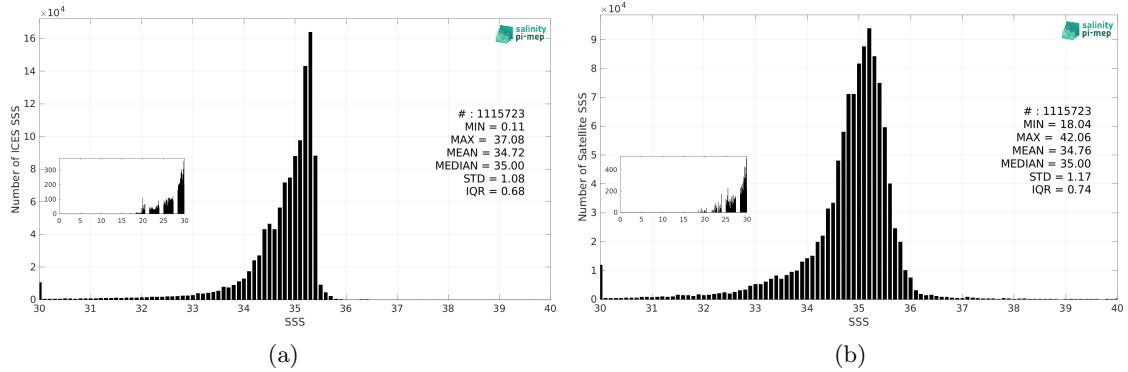 ×10⁴
16
14
12
10
8
6
4
2
0
Number of ICES SSS
salinity
pi-mep
# : 1115723
MIN = 0.11
MAX = 37.08
MEAN = 34.72
MEDIAN = 35.00
STD = 1.08
IQR = 0.68
300
200
100
0
0 5 10 15 20 25 30
30 31 32 33 34 35 36 37 38 39 40
SSS
(a)
×10⁴
9
8
7
6
5
4
3
2
1
0
Number of Satellite SSS
salinity
pi-mep
# : 1115723
MIN = 18.04
MAX = 42.06
MEAN = 34.76
MEDIAN = 35.00
STD = 1.17
IQR = 0.74
400
200
0
0 5 10 15 20 25 30
30 31 32 33 34 35 36 37 38 39 40
SSS
(b)